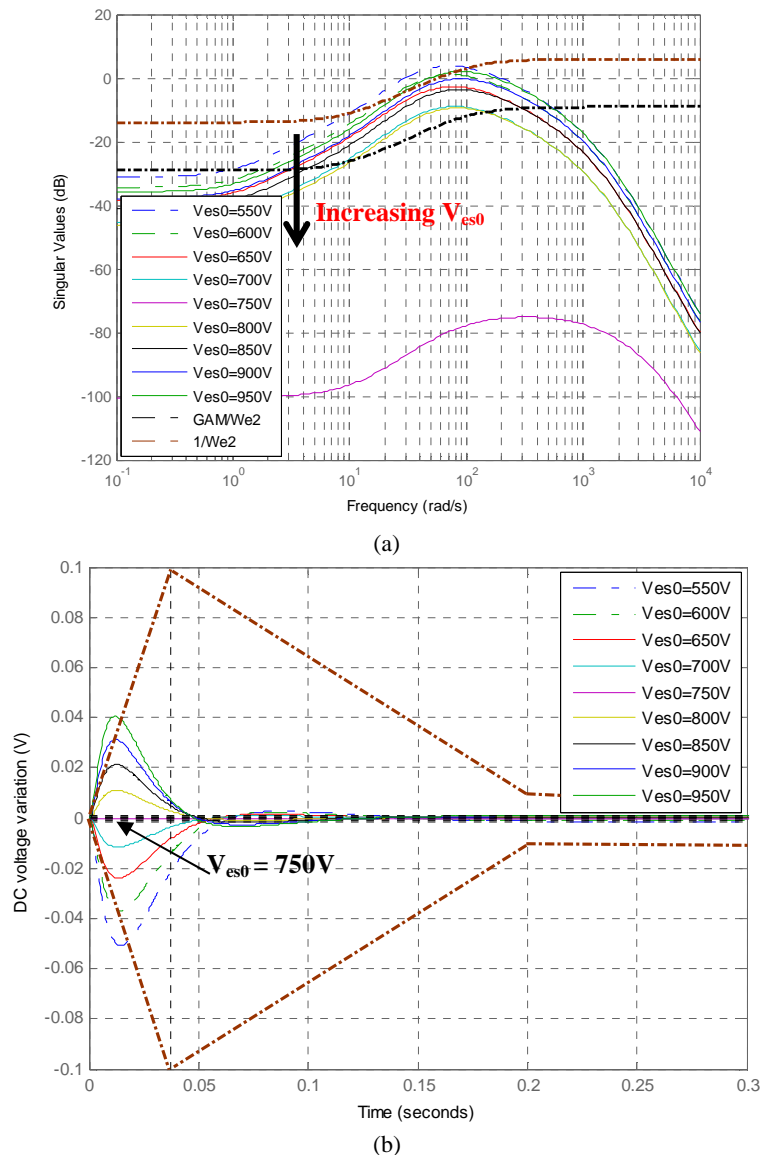 20
0
-20
-40
-60
-80
-100
-120
Singular Values (dB)
Increasing Ves0
Ves0=550V
Ves0=600V
Ves0=650V
Ves0=700V
Ves0=750V
Ves0=800V
Ves0=850V
Ves0=900V
Ves0=950V
GAM/We2
1/We2
10-1
100
101
102
103
104
Frequency (rad/s)
(a)
0.1
0.08
0.06
0.04
0.02
0
-0.02
-0.04
-0.06
-0.08
-0.1
DC voltage variation (V)
Ves0=550V
Ves0=600V
Ves0=650V
Ves0=700V
Ves0=750V
Ves0=800V
Ves0=850V
Ves0=900V
Ves0=950V
Ves0 = 750V
0
0.05
0.1
0.15
0.2
0.25
0.3
Time (seconds)
(b)